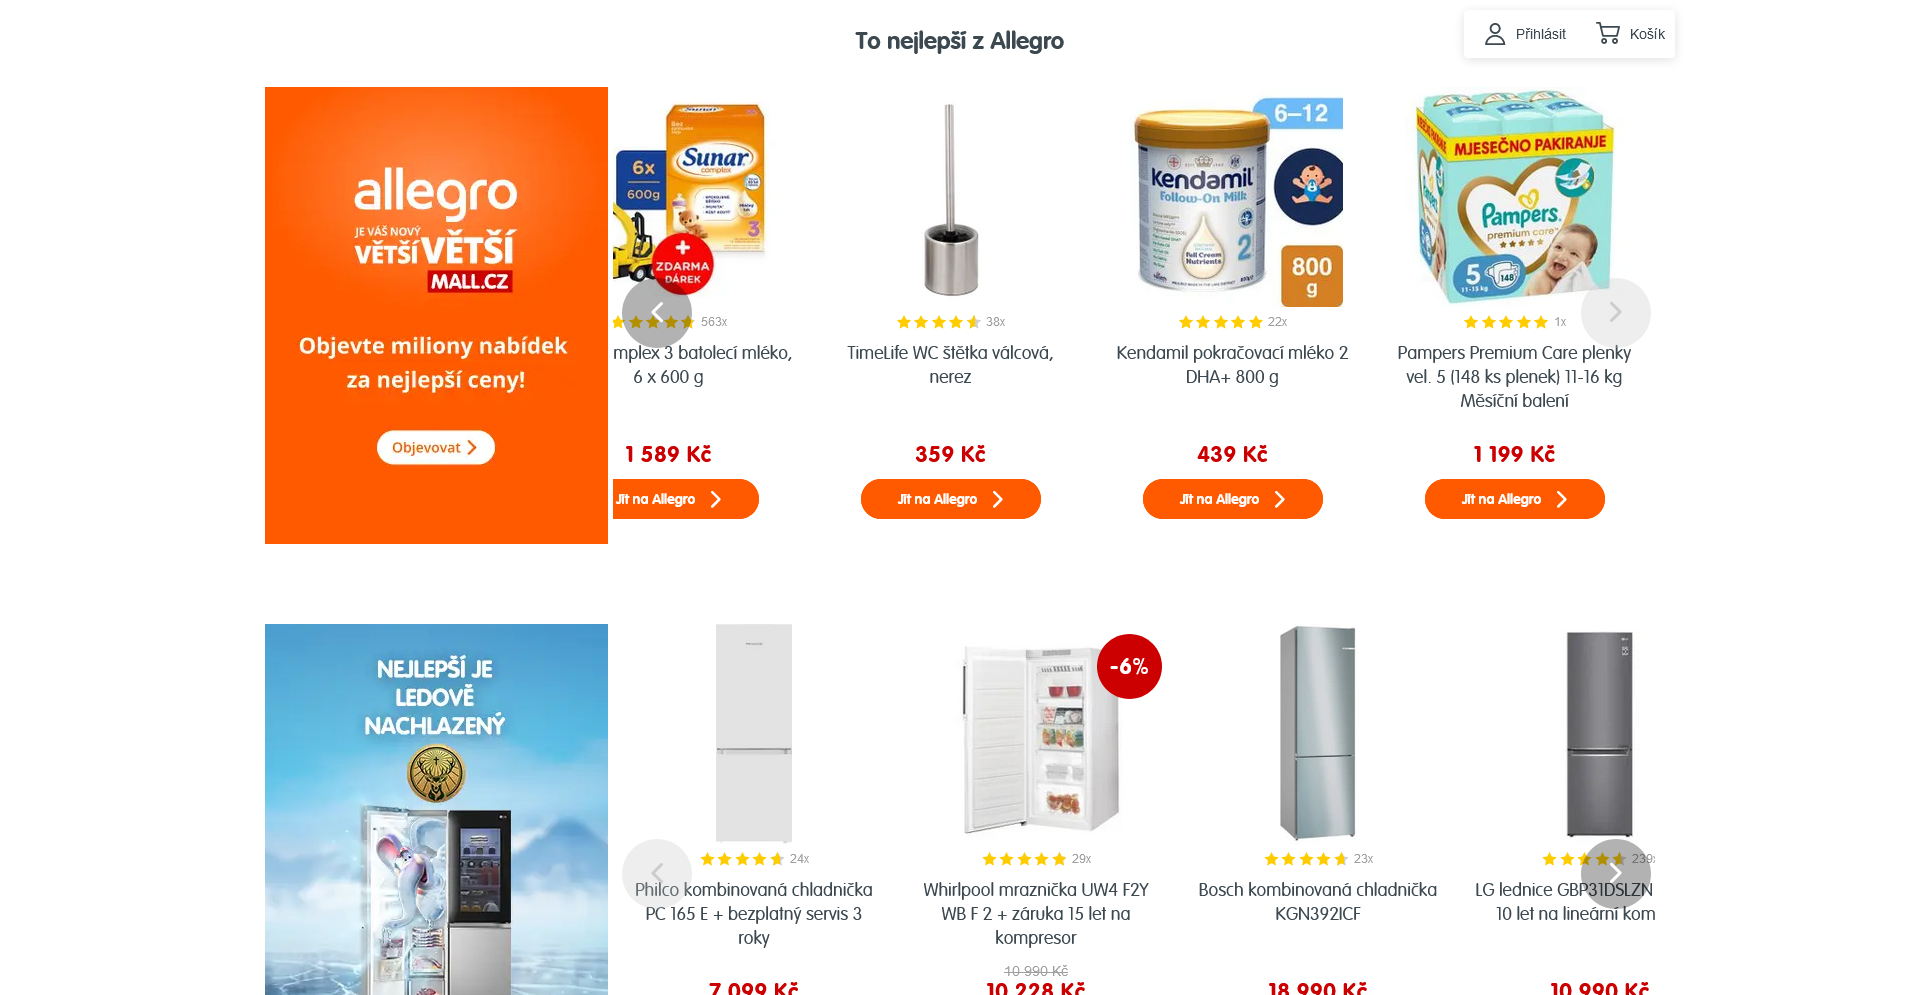 To nejlepší z Allegro
Přihlásit
Košík
allegro
JE VÁŠ NOVÝ
VĚTŠÍ VĚTŠÍ
MALL.CZ
Objevte miliony nabídek
za nejlepší ceny!
Objevovat
Sunar
complex
6x
600g
3
+
ZDARMA
DÁREK
563x
mplex 3 batolecí mléko,
6 x 600 g
1 589 Kč
Jít na Allegro
38x
TimeLife WC štětka válcová,
nerez
359 Kč
Jít na Allegro
6–12
Kendamil
Follow-On Milk
2
Full Cream
Nutrients
800
g
22x
Kendamil pokračovací mléko 2
DHA+ 800 g
439 Kč
Jít na Allegro
MJESEČNO PAKIRANJE
Pampers
premium care
5
148
11-16 kg
1x
Pampers Premium Care plenky
vel. 5 (148 ks plenek) 11-16 kg
Měsíční balení
1 199 Kč
Jít na Allegro
NEJLEPŠÍ JE
LEDOVĚ
NACHLAZENÝ
24x
Philco kombinovaná chladnička
PC 165 E + bezplatný servis 3
roky
7 099 Kč
-6%
29x
Whirlpool mraznička UW4 F2Y
WB F 2 + záruka 15 let na
kompresor
10 990 Kč
10 228 Kč
23x
Bosch kombinovaná chladnička
KGN392ICF
18 990 Kč
239x
LG lednice GBP31DSLZN
10 let na lineární kom
10 990 Kč